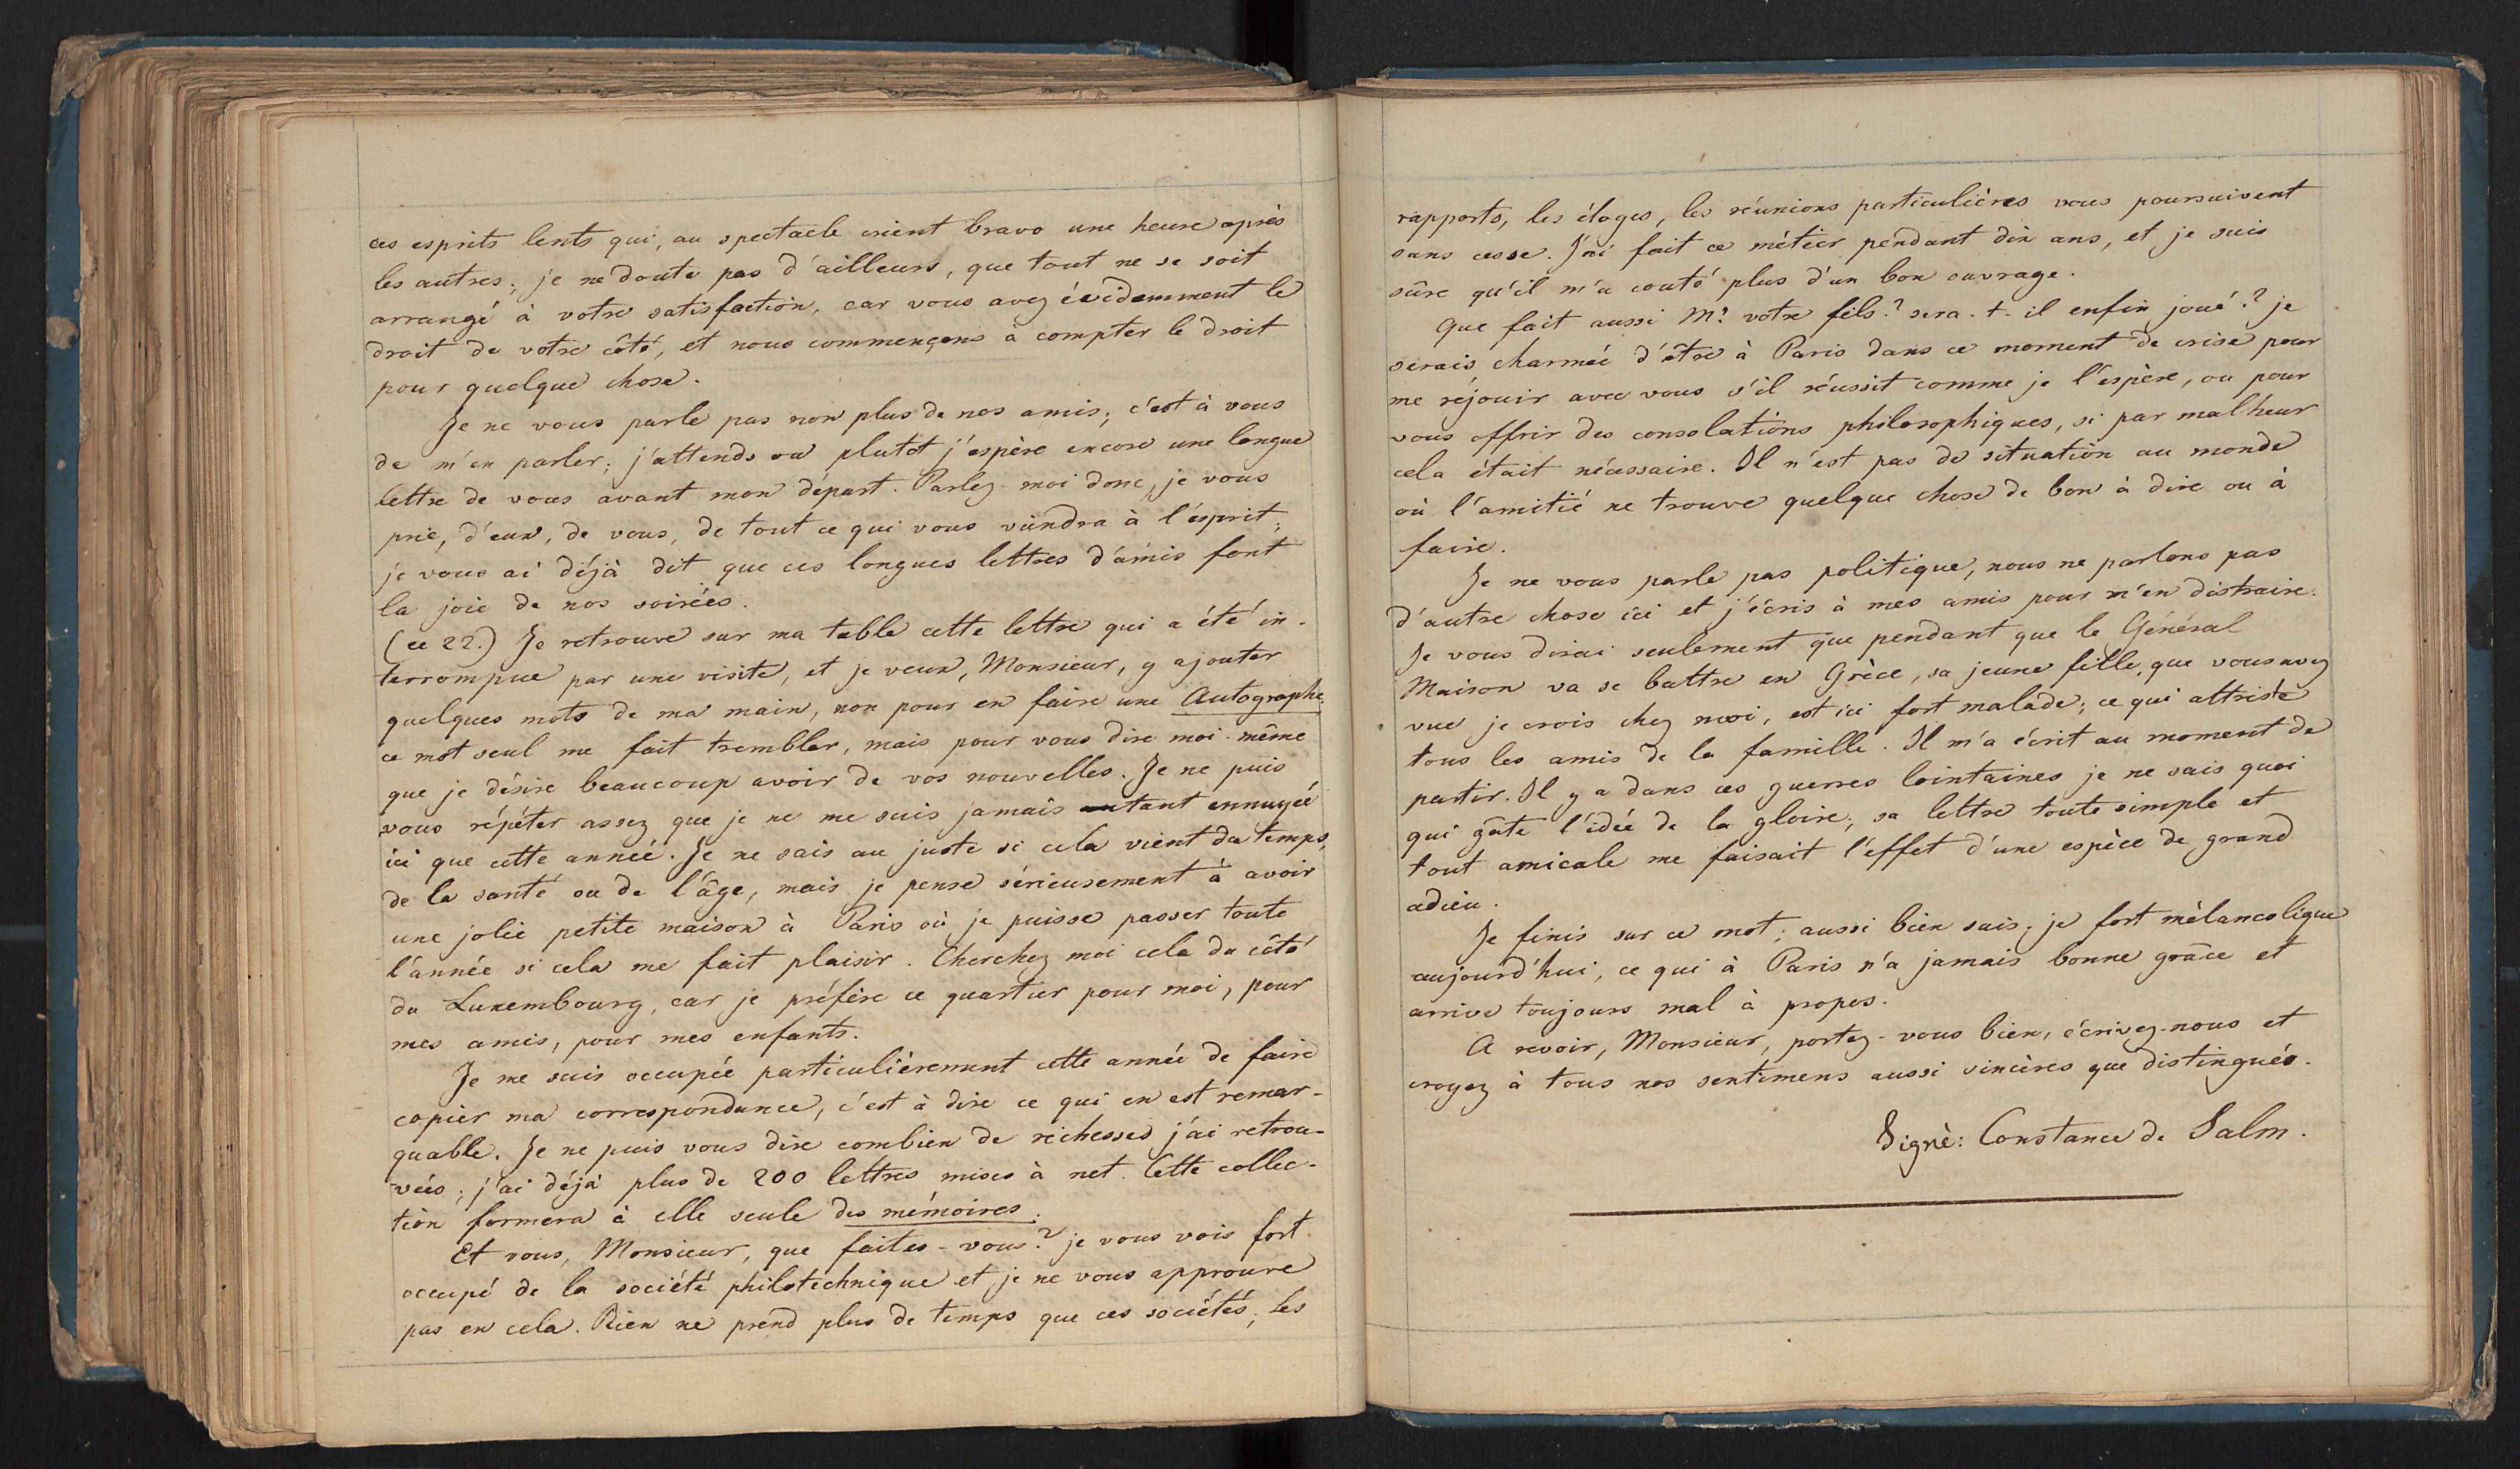 ces esprits lents qui, au spectacle crient bravo une heure après
les autres; je ne doute pas d'ailleurs, que tout ne se soit
arrangé à votre satisfaction, car vous avez évidemment le
droit de votre côté, et nous commençons à compter le droit
pour quelque chose.
Je ne vous parle pas non plus de nos amis; c'est à vous
de m'en parler; j'attends ou plutôt j'espère encore une longue
lettre de vous avant mon départ. Parlez-moi donc, je vous
prie, d'eux, de vous, de tout ce qui vous viendra à l'esprit;
je vous ai déjà dit que ces longues lettres d'amis font
la joie de nos soirées.
(ce 22.) Je retrouve sur ma table cette lettre qui a été in-
terrompue par une visite, et je veux, Monsieur, y ajouter
quelques mots de ma main, non pour en faire une Autographe;
ce mot seul me fait trembler, mais pour vous dire moi-même
que je désire beaucoup avoir de vos nouvelles. Je ne puis
vous répéter assez que je ne me suis jamais autant ennuyée
ici que cette année. Je ne sais au juste si cela vient du temps,
de la santé ou de l'âge, mais je pense sérieusement à avoir
une jolie petite maison à Paris où je puisse passer toute
l'année si cela me fait plaisir. Cherchez moi cela du côté
du Luxembourg, car je préfère ce quartier pour moi, pour
mes amis, pour mes enfants.
Je me suis occupée particulièrement cette année de faire
copier ma correspondance, c'est à dire ce qui en est remar-
quable. Je ne puis vous dire combien de richesses j'ai retrou-
vées; j'ai déjà plus de 200 lettres mises à net. Cette collec-
tion formera à elle seule des mémoires.
Et vous, Monsieur, que faites-vous? je vous vois fort
occupé de la société philotechnique et je ne vous approuve
pas en cela. Rien ne prend plus de temps que ces sociétés; les
rapports, les éloges, les réunions particulières vous poursuivent
sans cesse. J'ai fait ce métier pendant dix ans, et je suis
sûre qu'il m'a couté plus d'un bon ouvrage.
Que fait aussi Mr. votre fils? sera-t-il enfin joué? je
serais charmée d'être à Paris dans ce moment de crise pour
me réjouir avec vous s'il réussit comme je l'espère, ou pour
vous offrir des consolations philosophiques, si par malheur
cela était nécessaire. Il n'est pas de situation au monde
où l'amitié ne trouve quelque chose de bon à dire ou à
faire.
Je ne vous parle pas politique, nous ne parlons pas
d'autre chose ici et j'écris à mes amis pour m'en distraire.
Je vous dirai seulement que pendant que le Général
Maison va se battre en Grèce, sa jeune fille, que vous avez
vue je crois chez moi, est ici fort malade; ce qui attriste
tous les amis de la famille. Il m'a écrit au moment de
partir. Il y a dans ces guerres lointaines je ne sais quoi
qui gâte l'idée de la gloire; sa lettre toute simple et
tout amicale me faisait l'effet d'une espèce de grand
adieu.
Je finis sur ce mot; aussi bien suis-je fort mélancolique
aujourd'hui, ce qui à Paris n'a jamais bonne grâce et
arrive toujours mal à propos.
A revoir, Monsieur, portez-vous bien, écrivez-nous et
croyez à tous nos sentimens aussi sincères que distingués.
Signé: Constance de Salm.